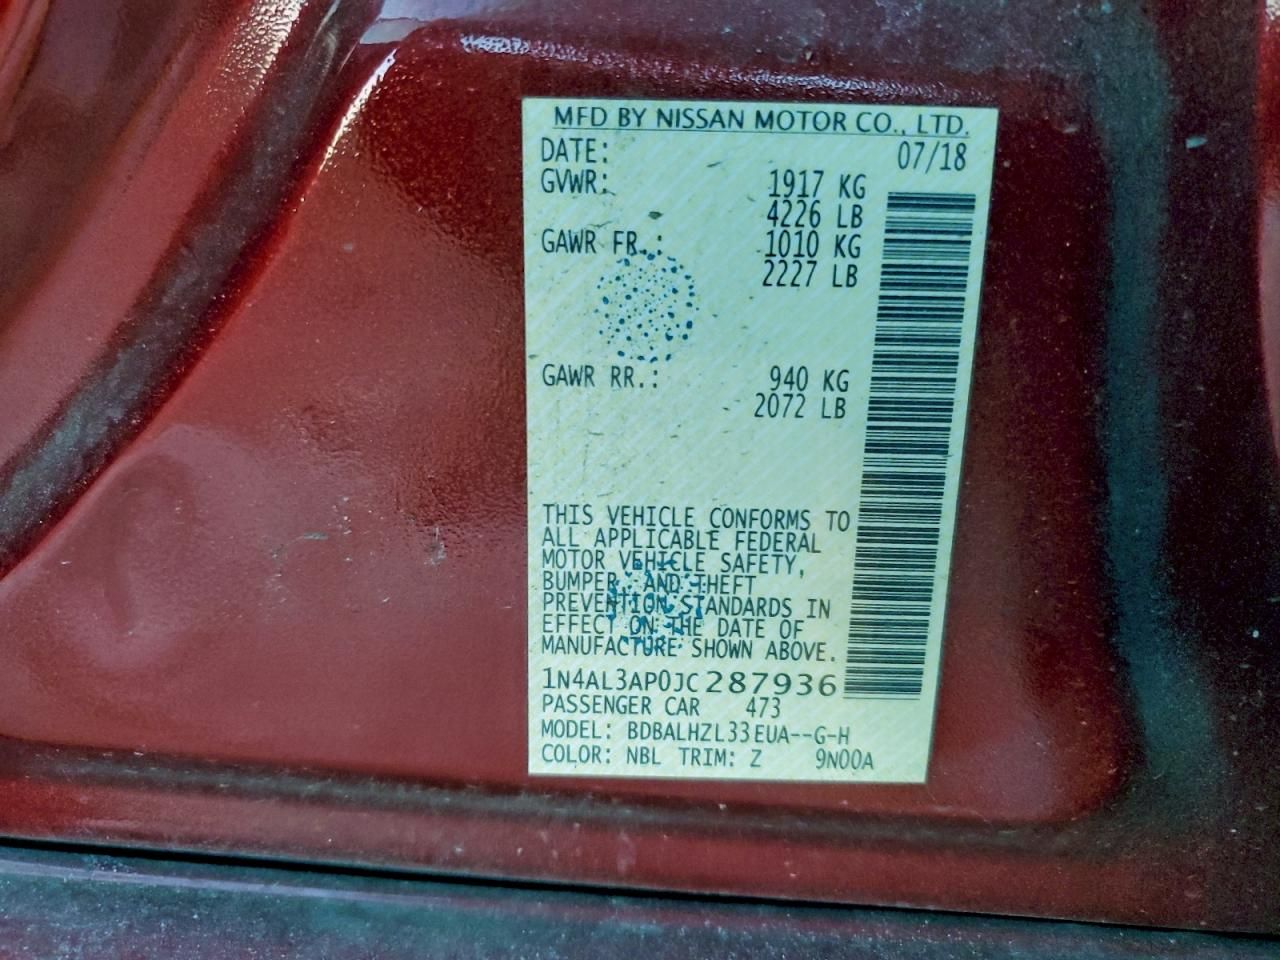 MFD BY NISSAN MOTOR CO., LTD.
DATE: 07/18
GVWR: 1917 KG
4226 LB
GAWR FR.: 1010 KG
2227 LB
GAWR RR.: 940 KG
2072 LB
THIS VEHICLE CONFORMS TO
ALL APPLICABLE FEDERAL
MOTOR VEHICLE SAFETY,
BUMPER, AND THEFT
PREVENTION STANDARDS IN
EFFECT ON THE DATE OF
MANUFACTURE SHOWN ABOVE.
1N4AL3AP0JC287936
PASSENGER CAR 473
MODEL: BDBALHZL33EUA--G-H
COLOR: NBL TRIM: Z 9N00A